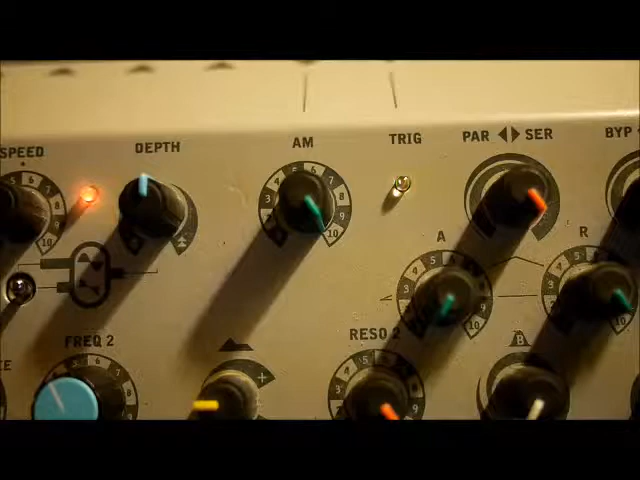 SPEED
DEPTH
AM
TRIG
PAR SER
BYP
A
R
FREQ 2
RESO 2
B